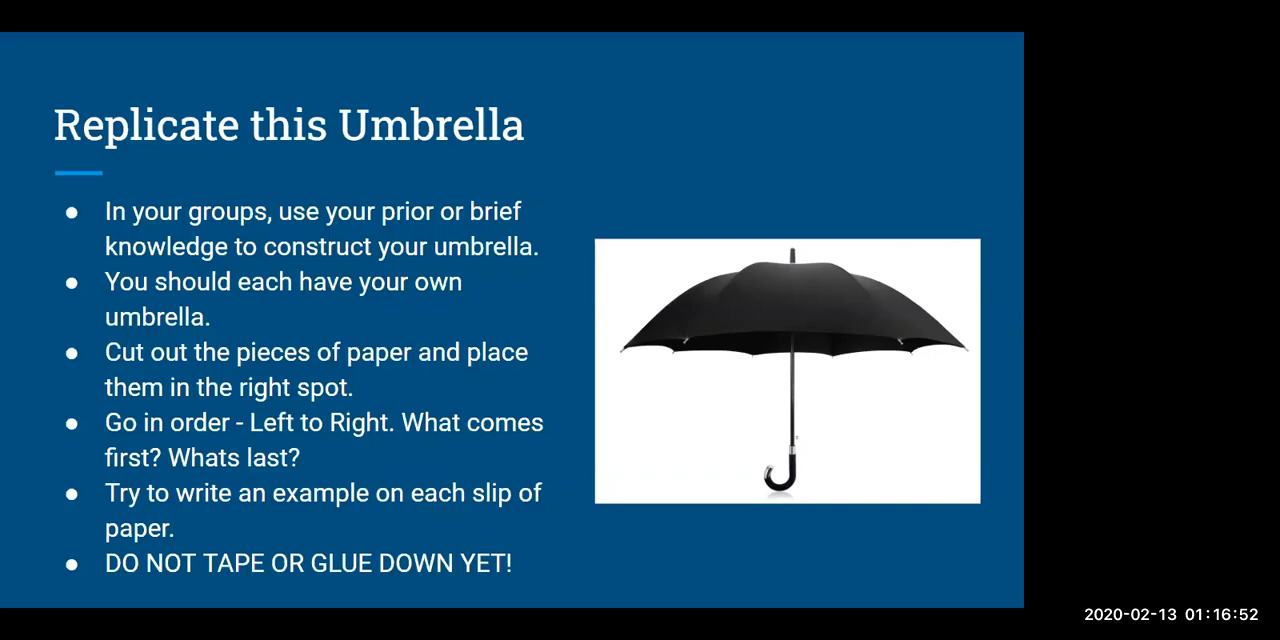 Replicate this Umbrella
● In your groups, use your prior or brief
knowledge to construct your umbrella.
● You should each have your own
umbrella.
● Cut out the pieces of paper and place
them in the right spot.
● Go in order - Left to Right. What comes
first? Whats last?
● Try to write an example on each slip of
paper.
● DO NOT TAPE OR GLUE DOWN YET!
2020-02-13 01:16:52